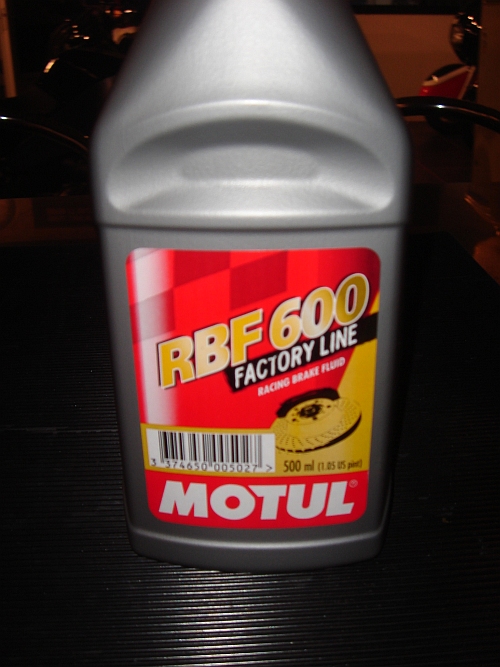 RBF 600
FACTORY LINE
RACING BRAKE FLUID
3 374650 005027 >
500 ml (1.05 US pint)
MOTUL®